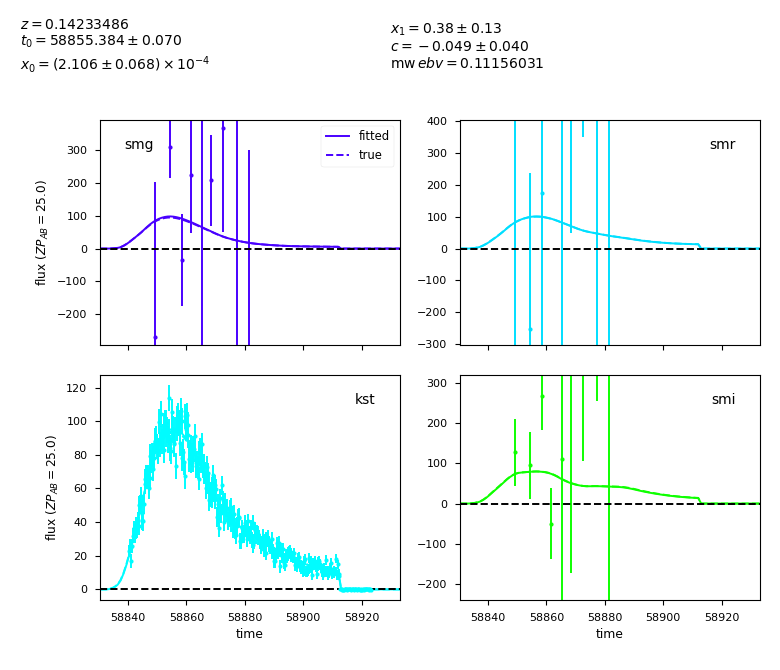 z = 0.14233486
t₀ = 58855.384 ± 0.070
x₀ = (2.106 ± 0.068) × 10⁻⁴
x₁ = 0.38 ± 0.13
c = −0.049 ± 0.040
mw ebv = 0.11156031
smg
fitted
true
300
200
100
0
−100
−200
flux (ZP_AB = 25.0)
smr
400
300
200
100
0
−100
−200
−300
kst
120
100
80
60
40
20
0
flux (ZP_AB = 25.0)
58840 58860 58880 58900 58920
time
smi
300
200
100
0
−100
−200
58840 58860 58880 58900 58920
time